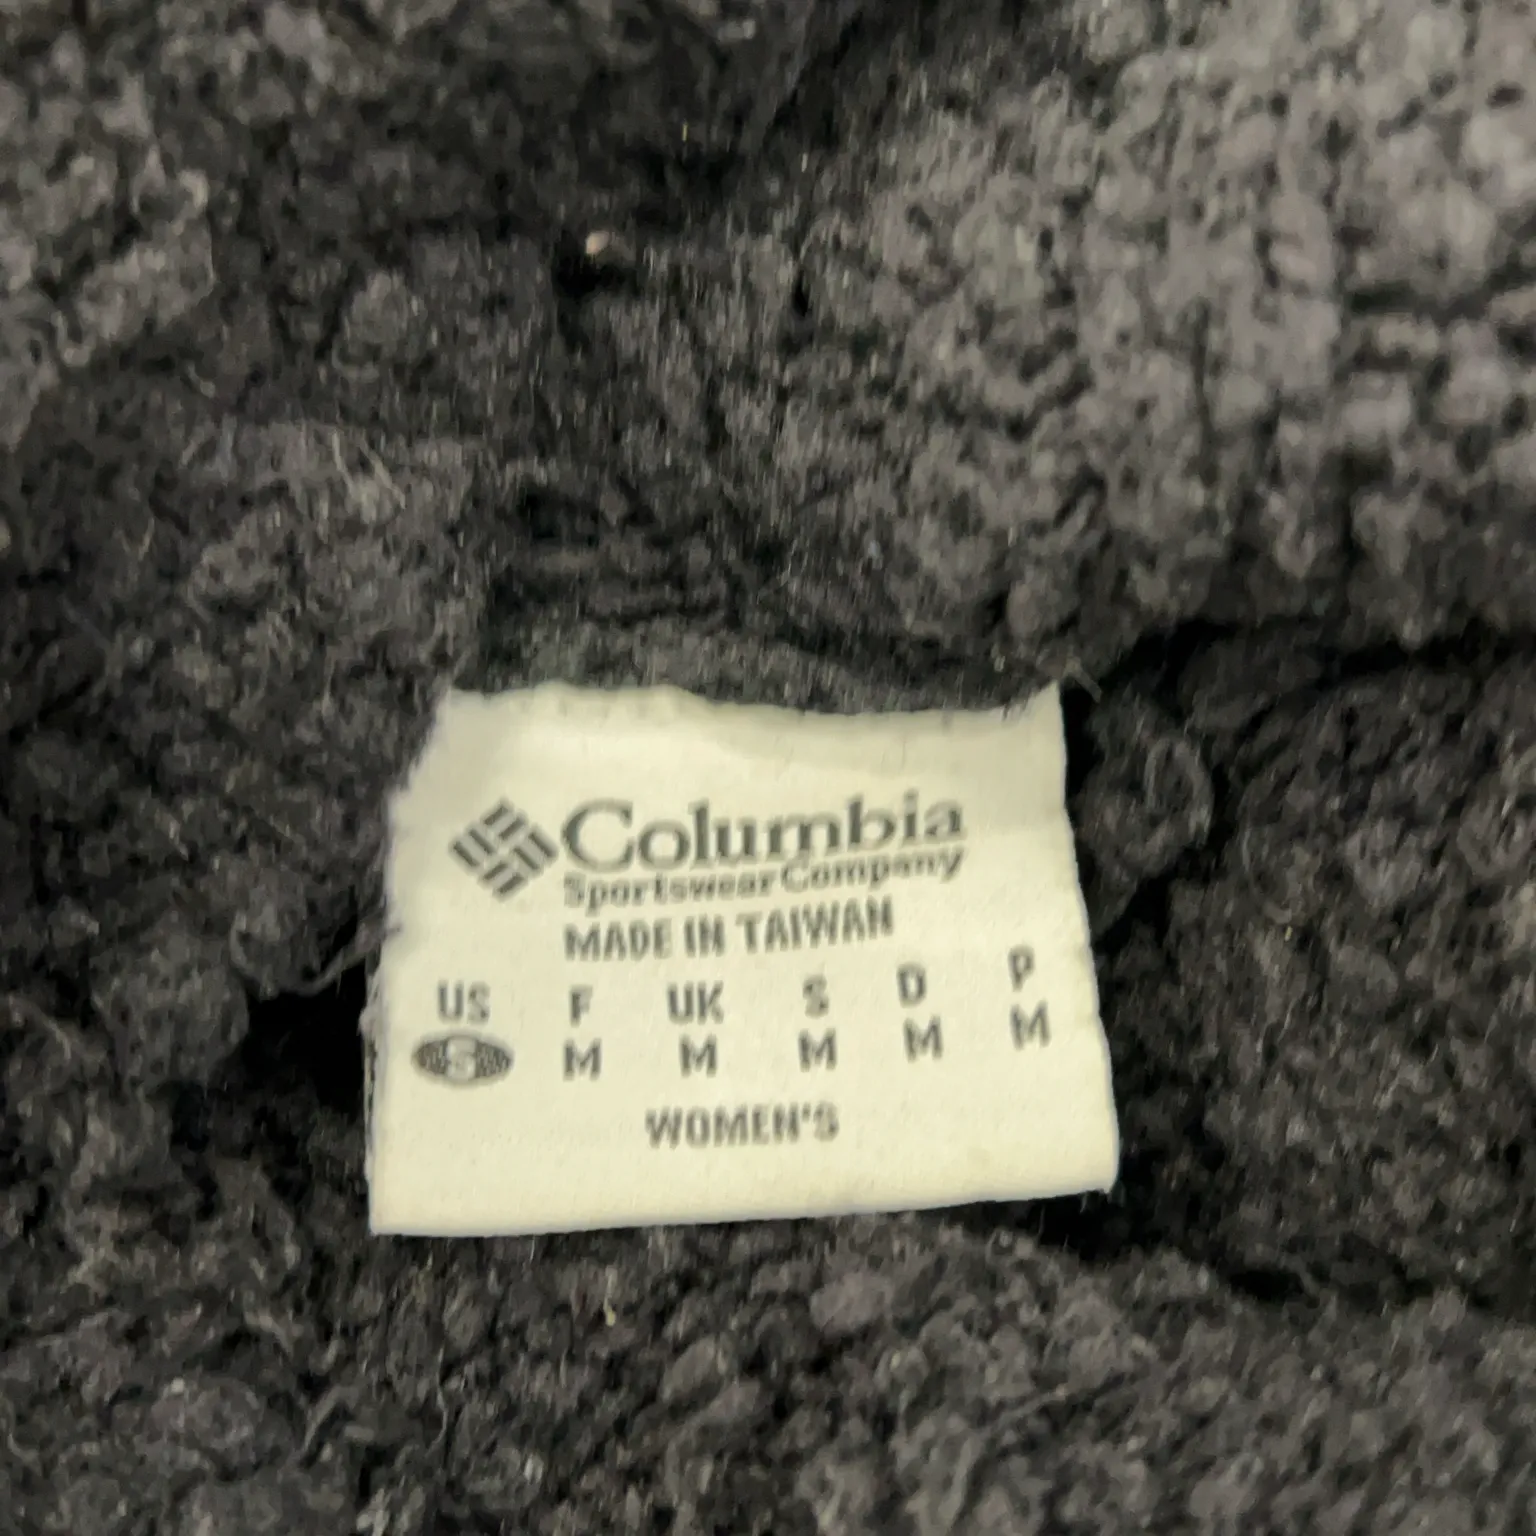 Columbia
Sportswear Company
MADE IN TAIWAN
US F UK S D P
S M M M M M
WOMEN'S